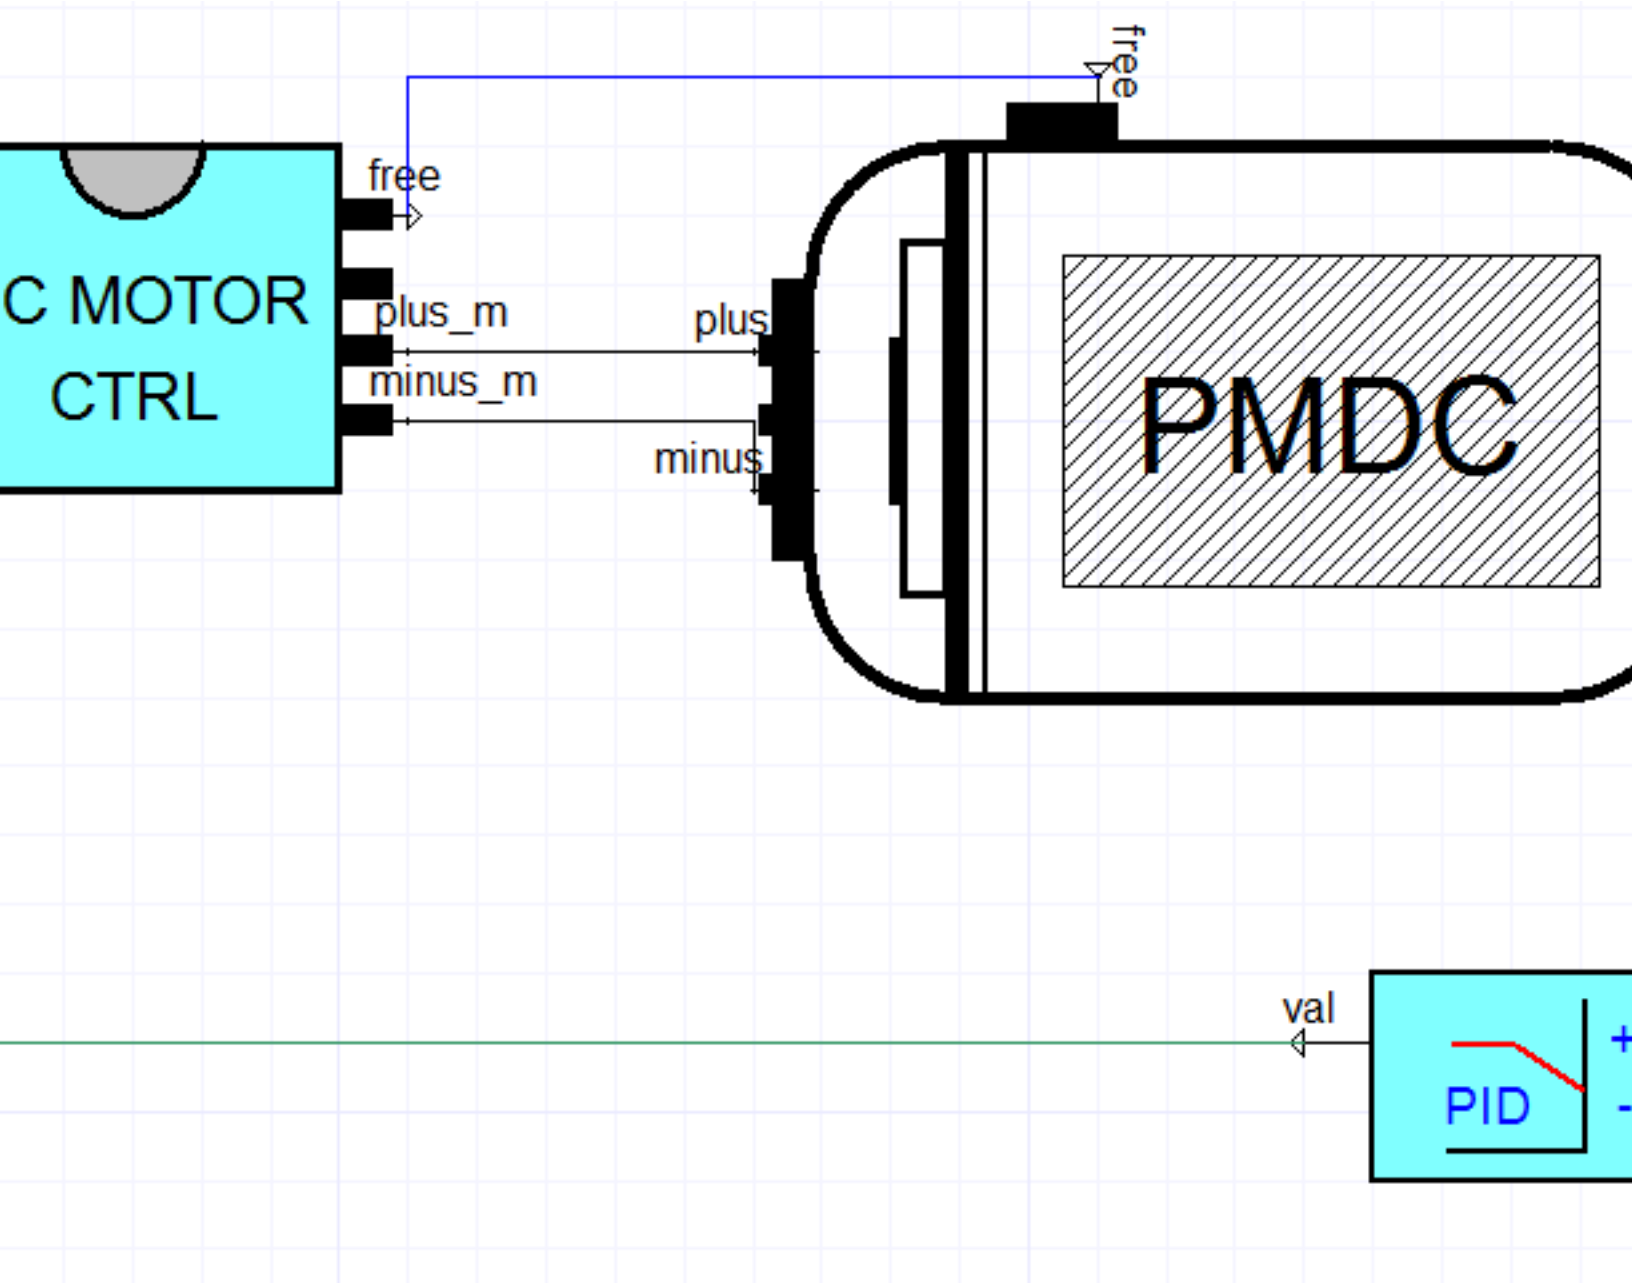 free
free
C MOTOR
CTRL
plus_m
minus_m
plus
minus
PMDC
val
PID
+
-